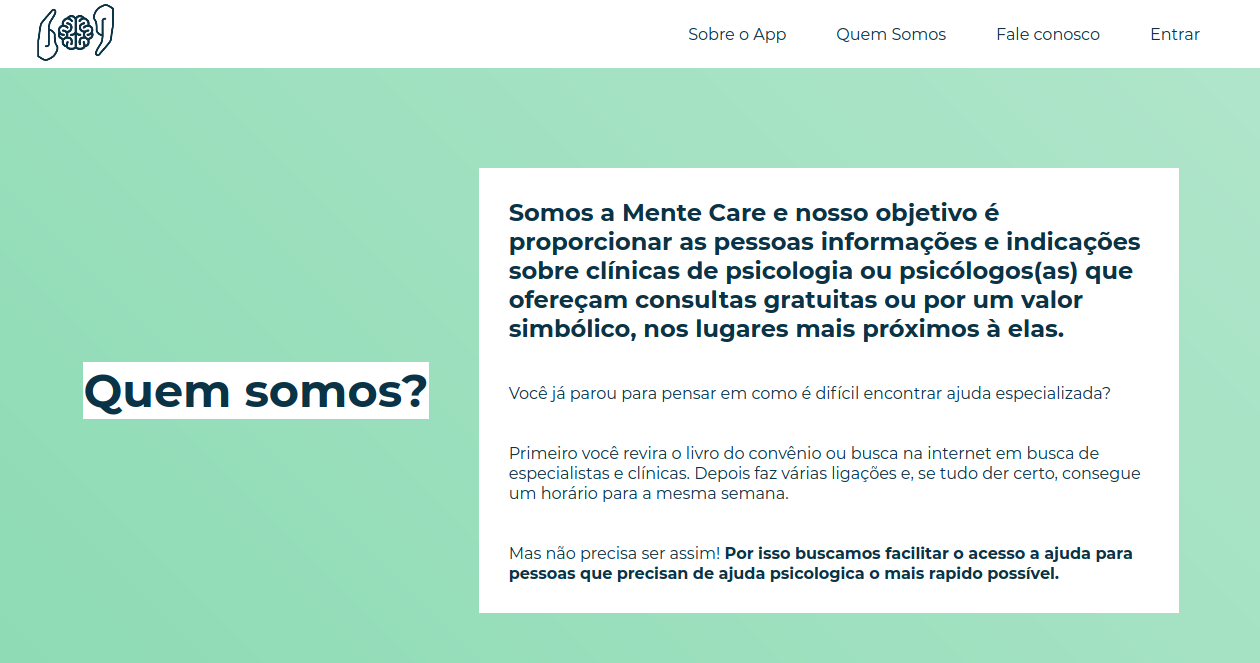 Sobre o App
Quem Somos
Fale conosco
Entrar
Quem somos?
Somos a Mente Care e nosso objetivo é
proporcionar as pessoas informações e indicações
sobre clínicas de psicologia ou psicólogos(as) que
ofereçam consultas gratuitas ou por um valor
simbólico, nos lugares mais próximos à elas.
Você já parou para pensar em como é difícil encontrar ajuda especializada?
Primeiro você revira o livro do convênio ou busca na internet em busca de
especialistas e clínicas. Depois faz várias ligações e, se tudo der certo, consegue
um horário para a mesma semana.
Mas não precisa ser assim! Por isso buscamos facilitar o acesso a ajuda para
pessoas que precisan de ajuda psicologica o mais rapido possível.